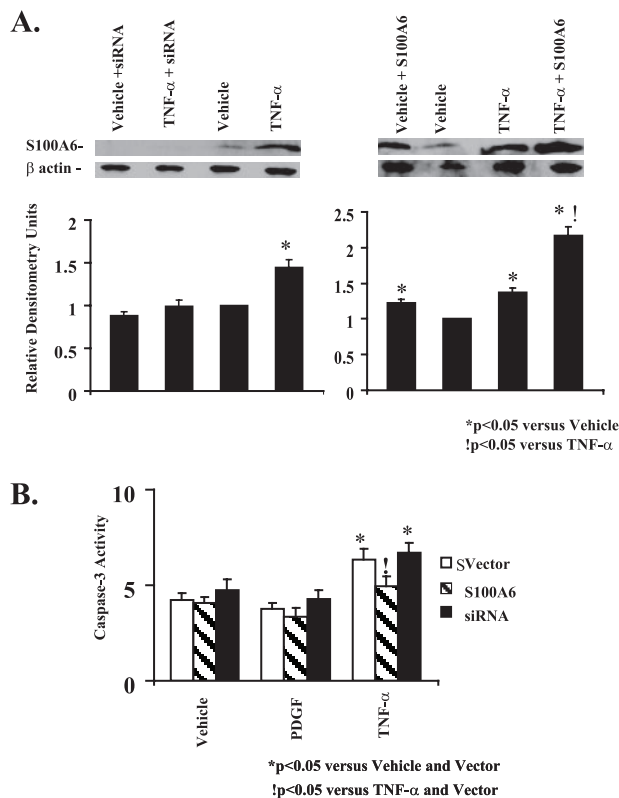 A.
Vehicle +siRNA
TNF-α + siRNA
Vehicle
TNF-α
Vehicle + S100A6
Vehicle
TNF-α
TNF-α + S100A6
S100A6-
β actin -
Relative Densitometry Units
2
1.5
1
0.5
0
*
2.5
2
1.5
1
0.5
0
*
*
* !
*p<0.05 versus Vehicle
!p<0.05 versus TNF-α
B.
Caspase-3 Activity
10
5
0
*
!
*
SVector
S100A6
siRNA
Vehicle
PDGF
TNF-α
*p<0.05 versus Vehicle and Vector
!p<0.05 versus TNF-α and Vector